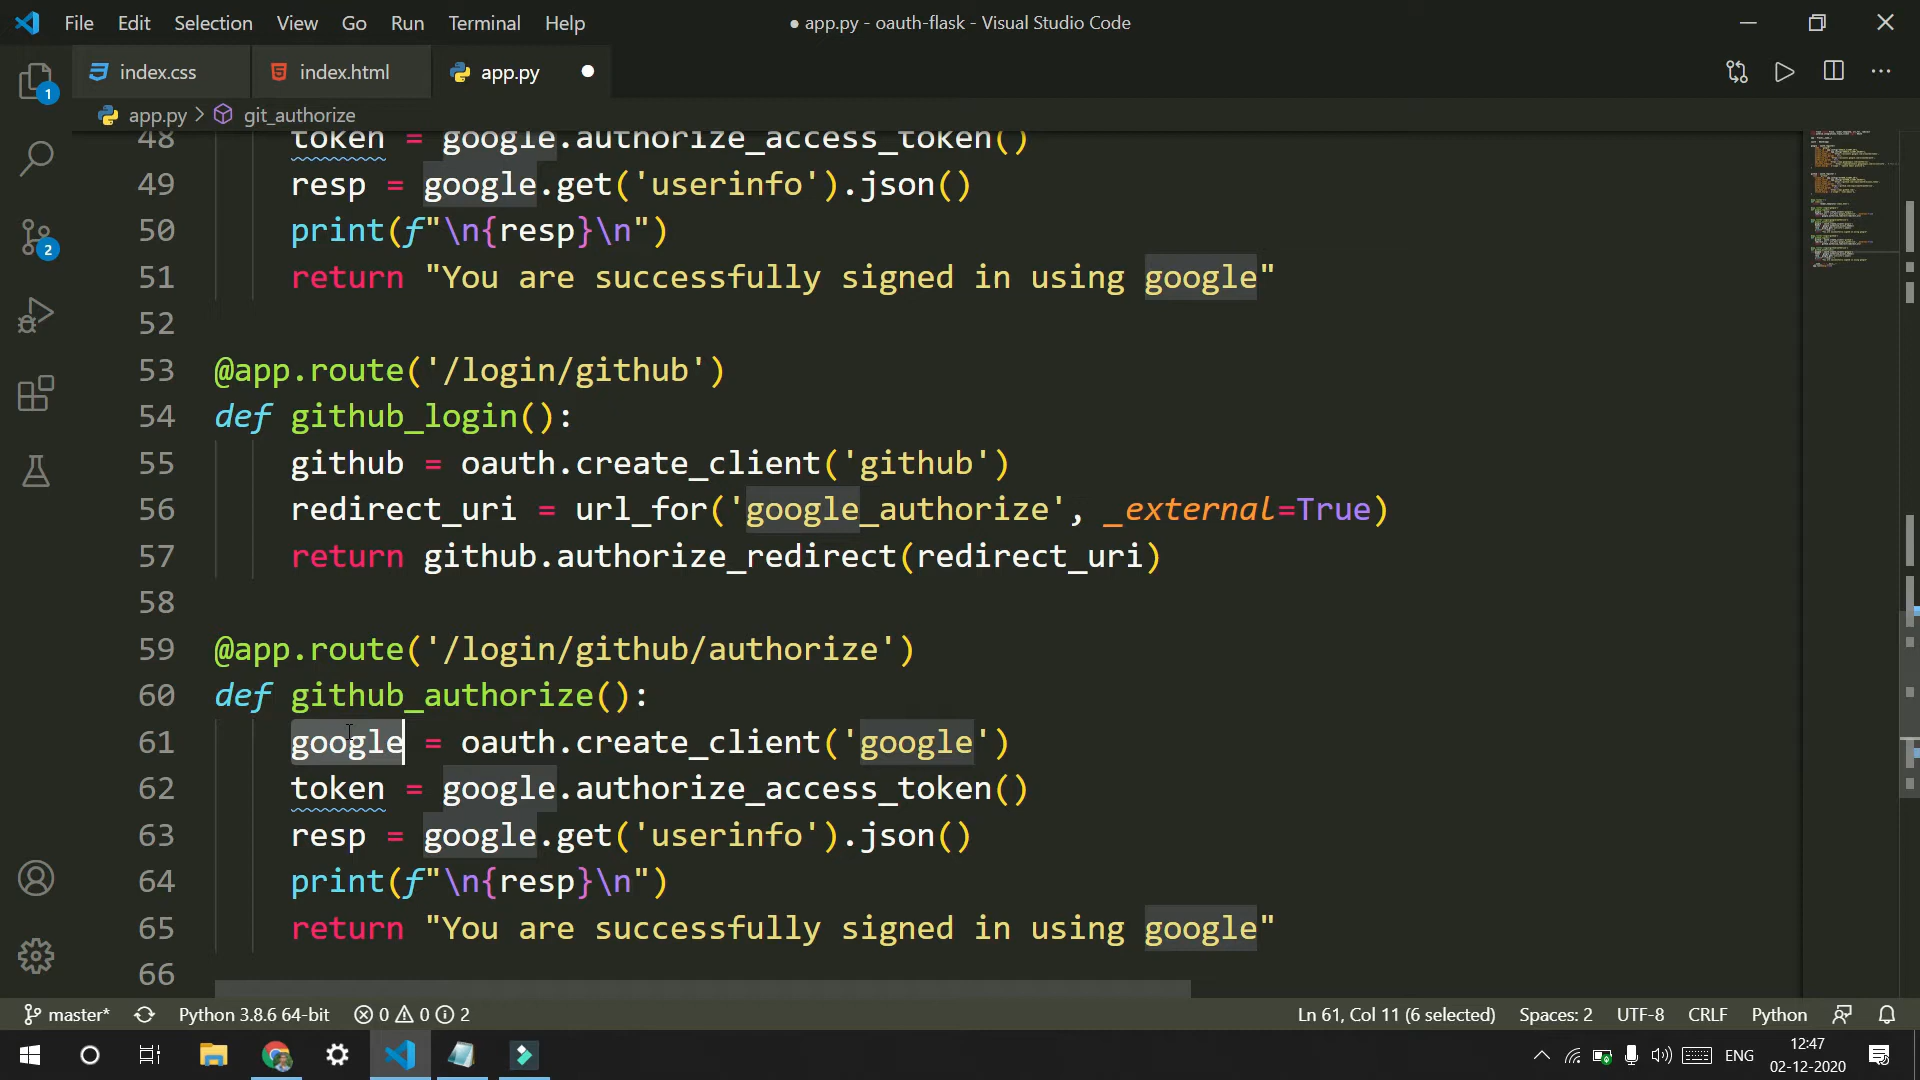 File Edit Selection View Go Run Terminal Help
● app.py - oauth-flask - Visual Studio Code
index.css
index.html
app.py
app.py > git_authorize
1
2
48 token = google.authorize_access_token()
49 resp = google.get('userinfo').json()
50 print(f"\n{resp}\n")
51 return "You are successfully signed in using google"
52
53 @app.route('/login/github')
54 def github_login():
55 github = oauth.create_client('github')
56 redirect_uri = url_for('google_authorize', _external=True)
57 return github.authorize_redirect(redirect_uri)
58
59 @app.route('/login/github/authorize')
60 def github_authorize():
61 google = oauth.create_client('google')
62 token = google.authorize_access_token()
63 resp = google.get('userinfo').json()
64 print(f"\n{resp}\n")
65 return "You are successfully signed in using google"
66
master* Python 3.8.6 64-bit 0 0 2 Ln 61, Col 11 (6 selected) Spaces: 2 UTF-8 CRLF Python
ENG
12:47
02-12-2020